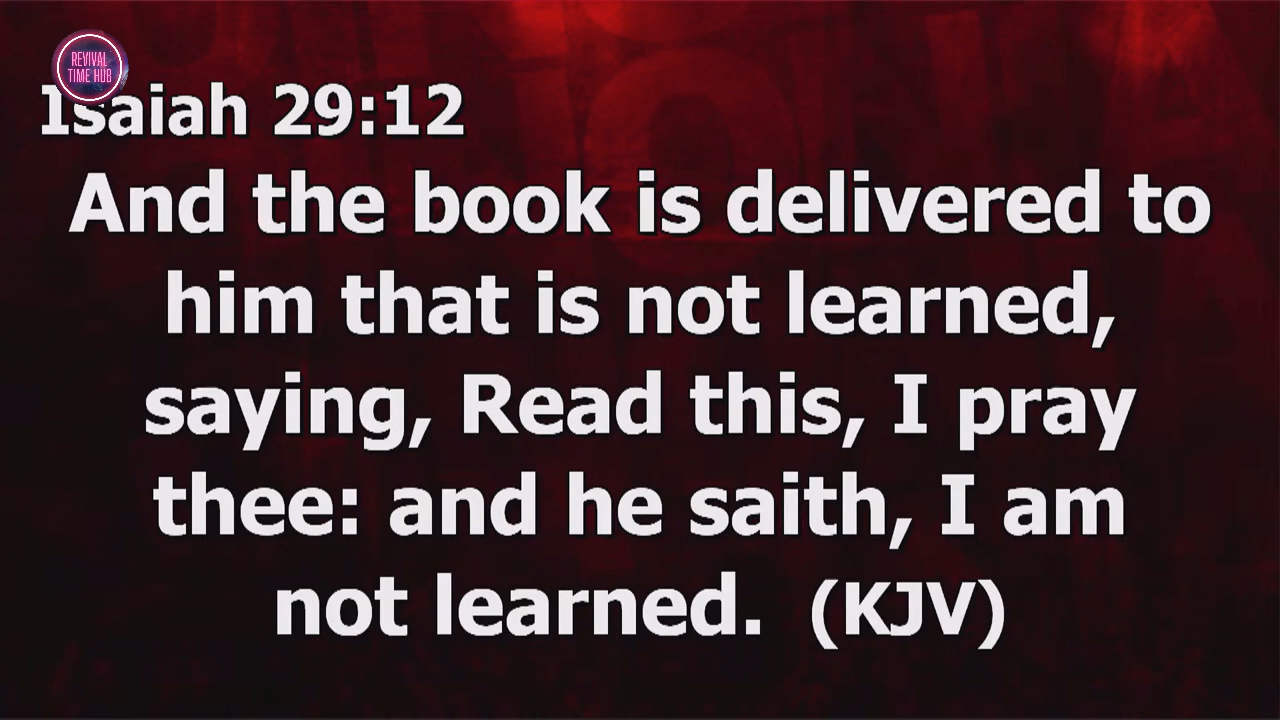 REVIVAL
TIME HUB
Isaiah 29:12
And the book is delivered to
him that is not learned,
saying, Read this, I pray
thee: and he saith, I am
not learned.  (KJV)